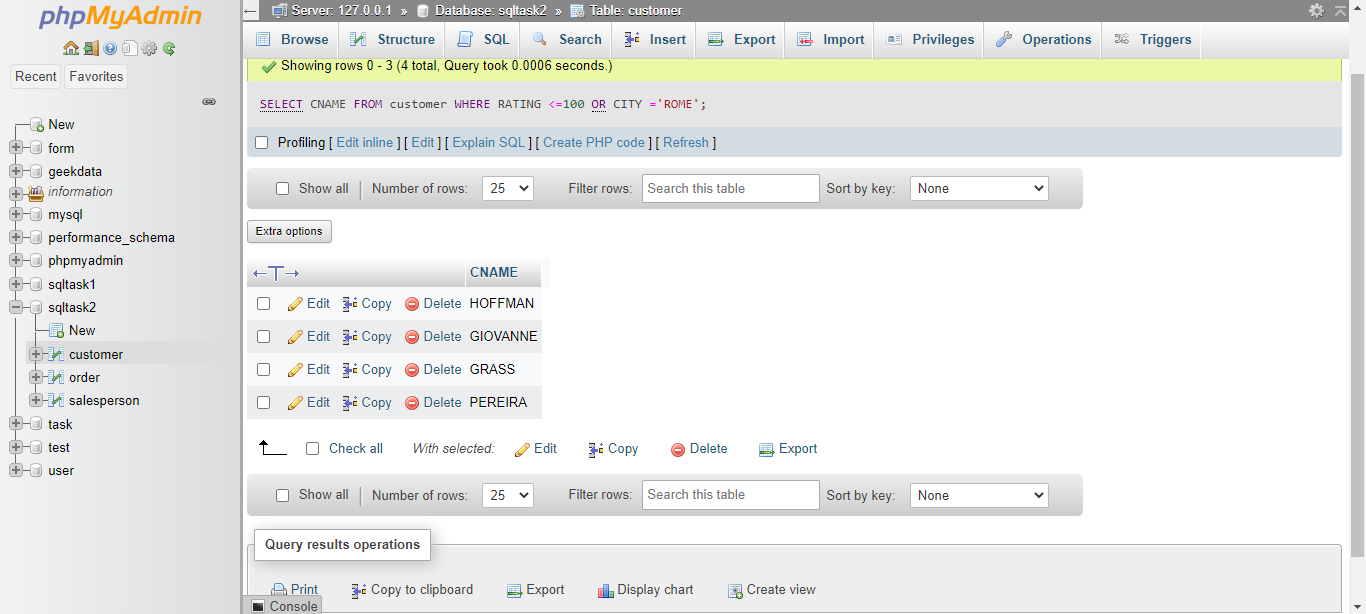 phpMyAdmin
Recent Favorites
New
form
geekdata
information
mysql
performance_schema
phpmyadmin
sqltask1
sqltask2
New
customer
order
salesperson
task
test
user
Server: 127.0.0.1 » Database: sqltask2 » Table: customer
Browse Structure SQL Search Insert Export Import Privileges Operations Triggers
Showing rows 0 - 3 (4 total, Query took 0.0006 seconds.)
SELECT CNAME FROM customer WHERE RATING <=100 OR CITY ='ROME';
Profiling [ Edit inline ] [ Edit ] [ Explain SQL ] [ Create PHP code ] [ Refresh ]
Show all Number of rows: 25 Filter rows: Search this table Sort by key: None
Extra options
←T→ CNAME
Edit Copy Delete HOFFMAN
Edit Copy Delete GIOVANNE
Edit Copy Delete GRASS
Edit Copy Delete PEREIRA
Check all With selected: Edit Copy Delete Export
Show all Number of rows: 25 Filter rows: Search this table Sort by key: None
Query results operations
Print Copy to clipboard Export Display chart Create view
Console